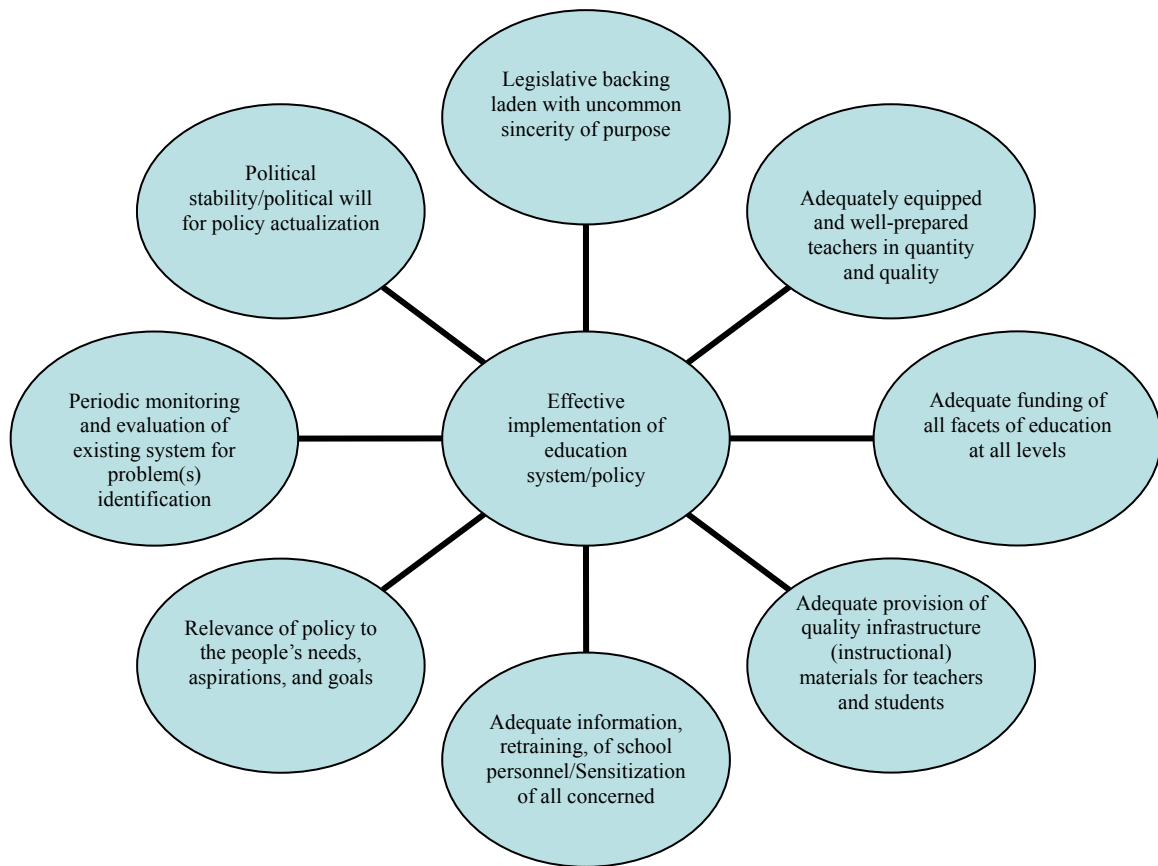 Legislative backing
laden with uncommon
sincerity of purpose
Political
stability/political will
for policy actualization
Adequately equipped
and well-prepared
teachers in quantity
and quality
Periodic monitoring
and evaluation of
existing system for
problem(s)
identification
Effective
implementation of
education
system/policy
Adequate funding of
all facets of education
at all levels
Relevance of policy to
the people’s needs,
aspirations, and goals
Adequate provision of
quality infrastructure
(instructional)
materials for teachers
and students
Adequate information,
retraining, of school
personnel/Sensitization
of all concerned